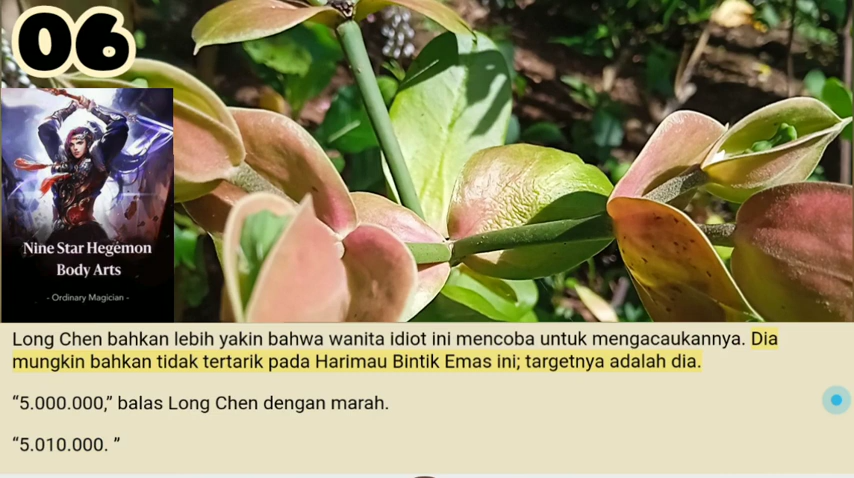 06
Nine Star Hegemon
Body Arts
- Ordinary Magician -
Long Chen bahkan lebih yakin bahwa wanita idiot ini mencoba untuk mengacaukannya. Dia
mungkin bahkan tidak tertarik pada Harimau Bintik Emas ini; targetnya adalah dia.
“5.000.000,” balas Long Chen dengan marah.
“5.010.000. ”